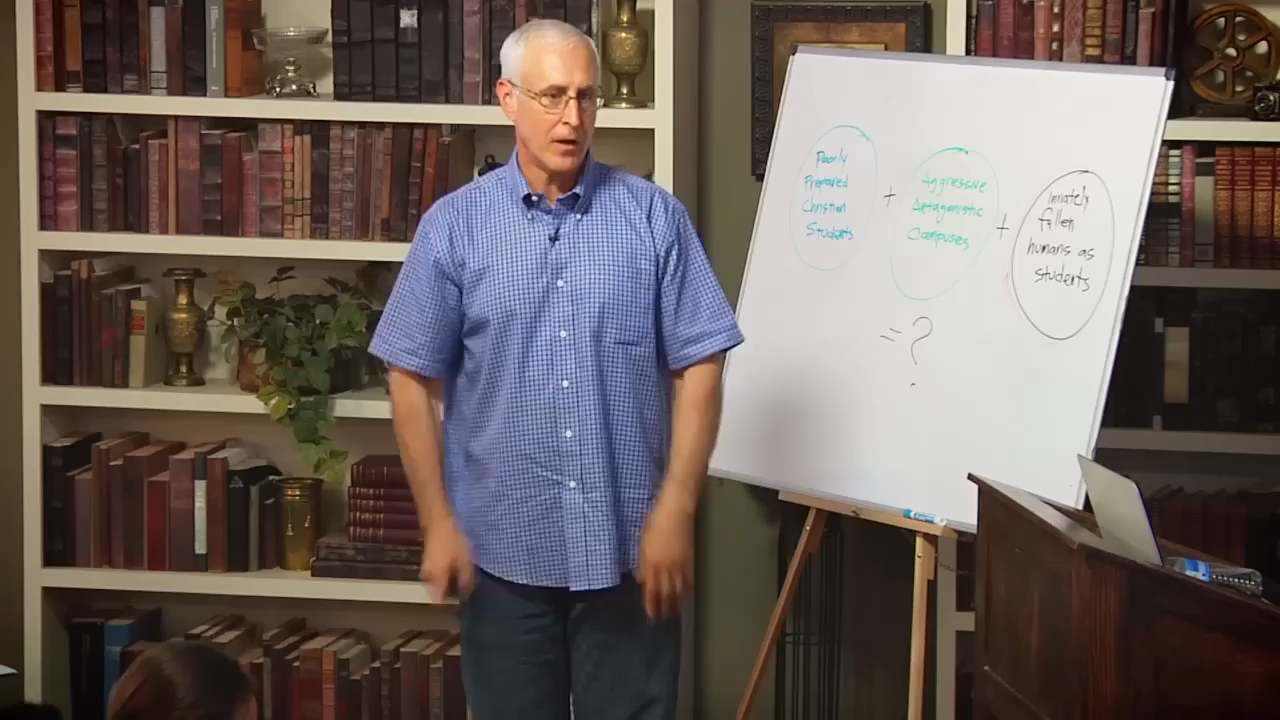 Poorly
Prepared
Christian
Students
+
Aggressive
Antagonistic
Campuses
+
Innately
fallen
humans as
students
= ?